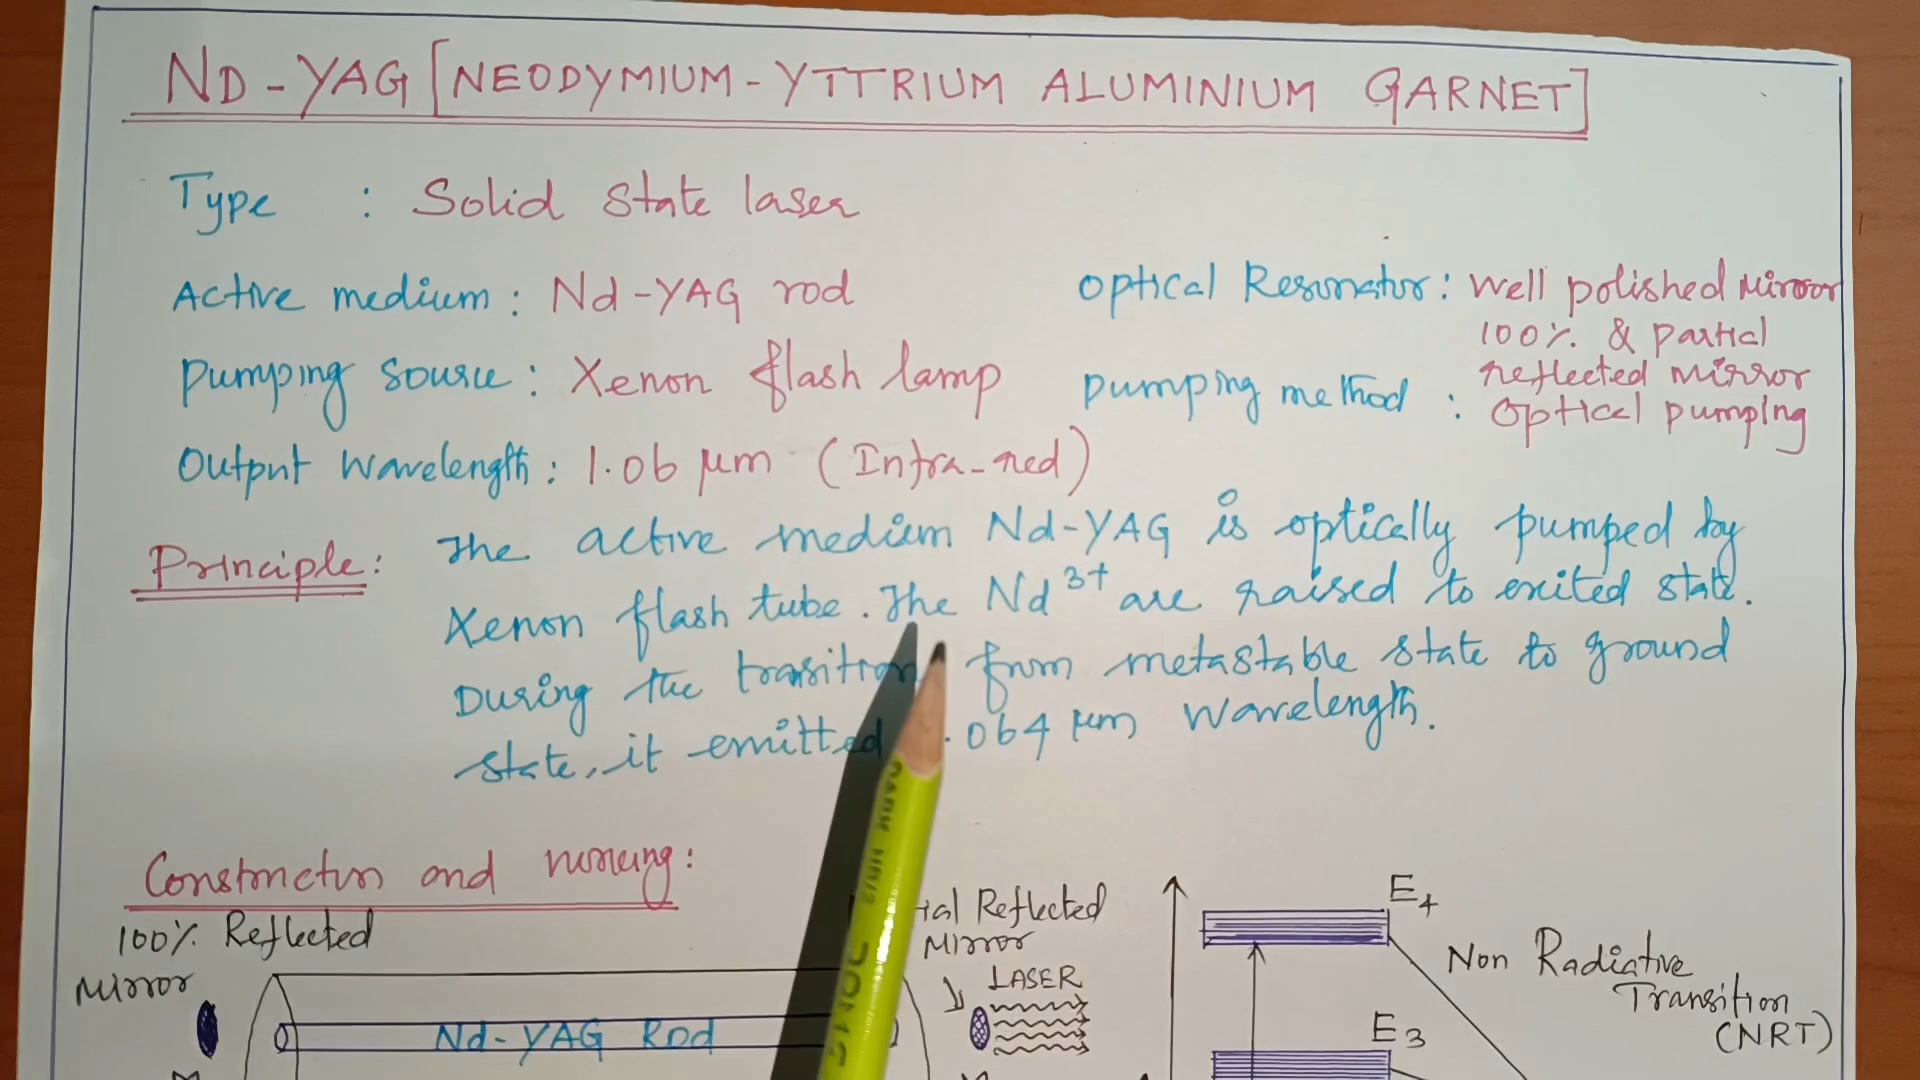 ND-YAG [NEODYMIUM-YTTRIUM ALUMINIUM GARNET]
Type : Solid state laser
Active medium : Nd-YAG rod
Optical Resonator : Well polished Mirror
100% & partial
reflected mirror
Pumping source : Xenon flash lamp
Pumping method : Optical pumping
Output wavelength : 1.06 μm (Infra-red)
Principle : The active medium Nd-YAG is optically pumped by
Xenon flash tube. The Nd3+ are raised to excited state.
During the transition from metastable state to ground
state, it emitted .064 μm wavelength.
Construction and working :
100% Reflected
Mirror
ial Reflected
Mirror
LASER
Nd-YAG Rod
E4
Non Radiative
Transition
(NRT)
E3